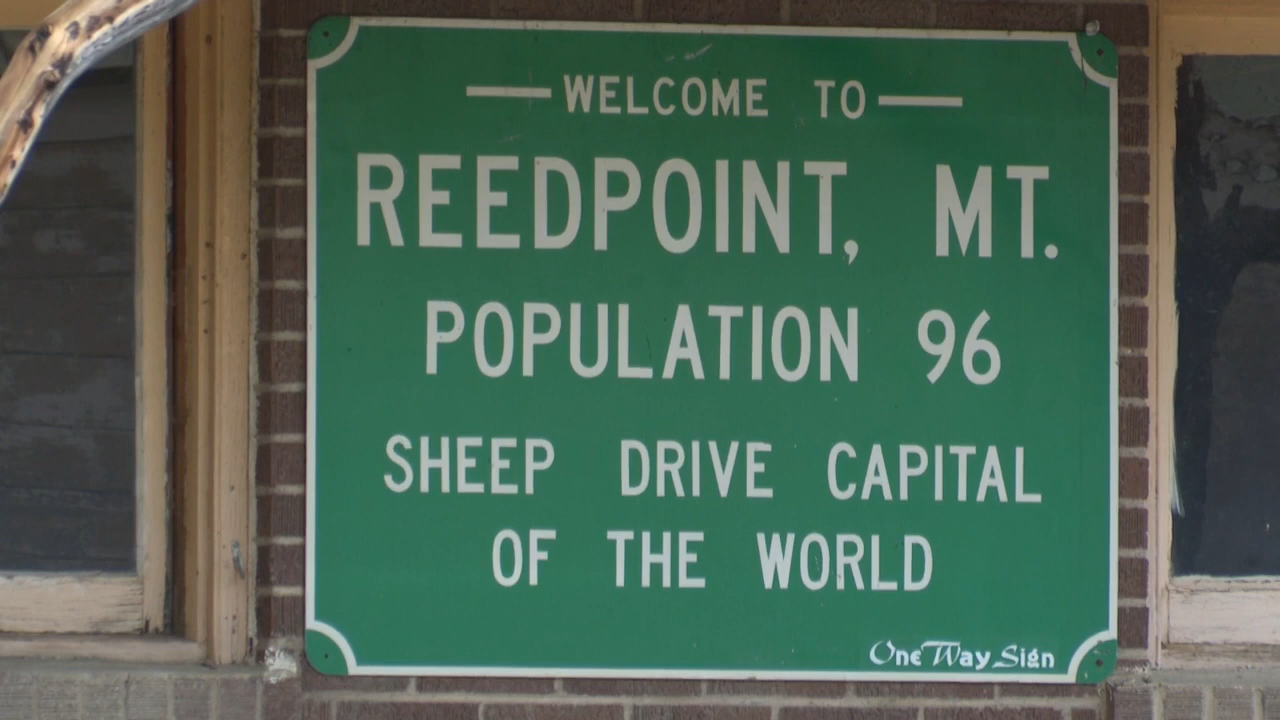 WELCOME TO
REEDPOINT, MT.
POPULATION 96
SHEEP DRIVE CAPITAL
OF THE WORLD
One Way Sign